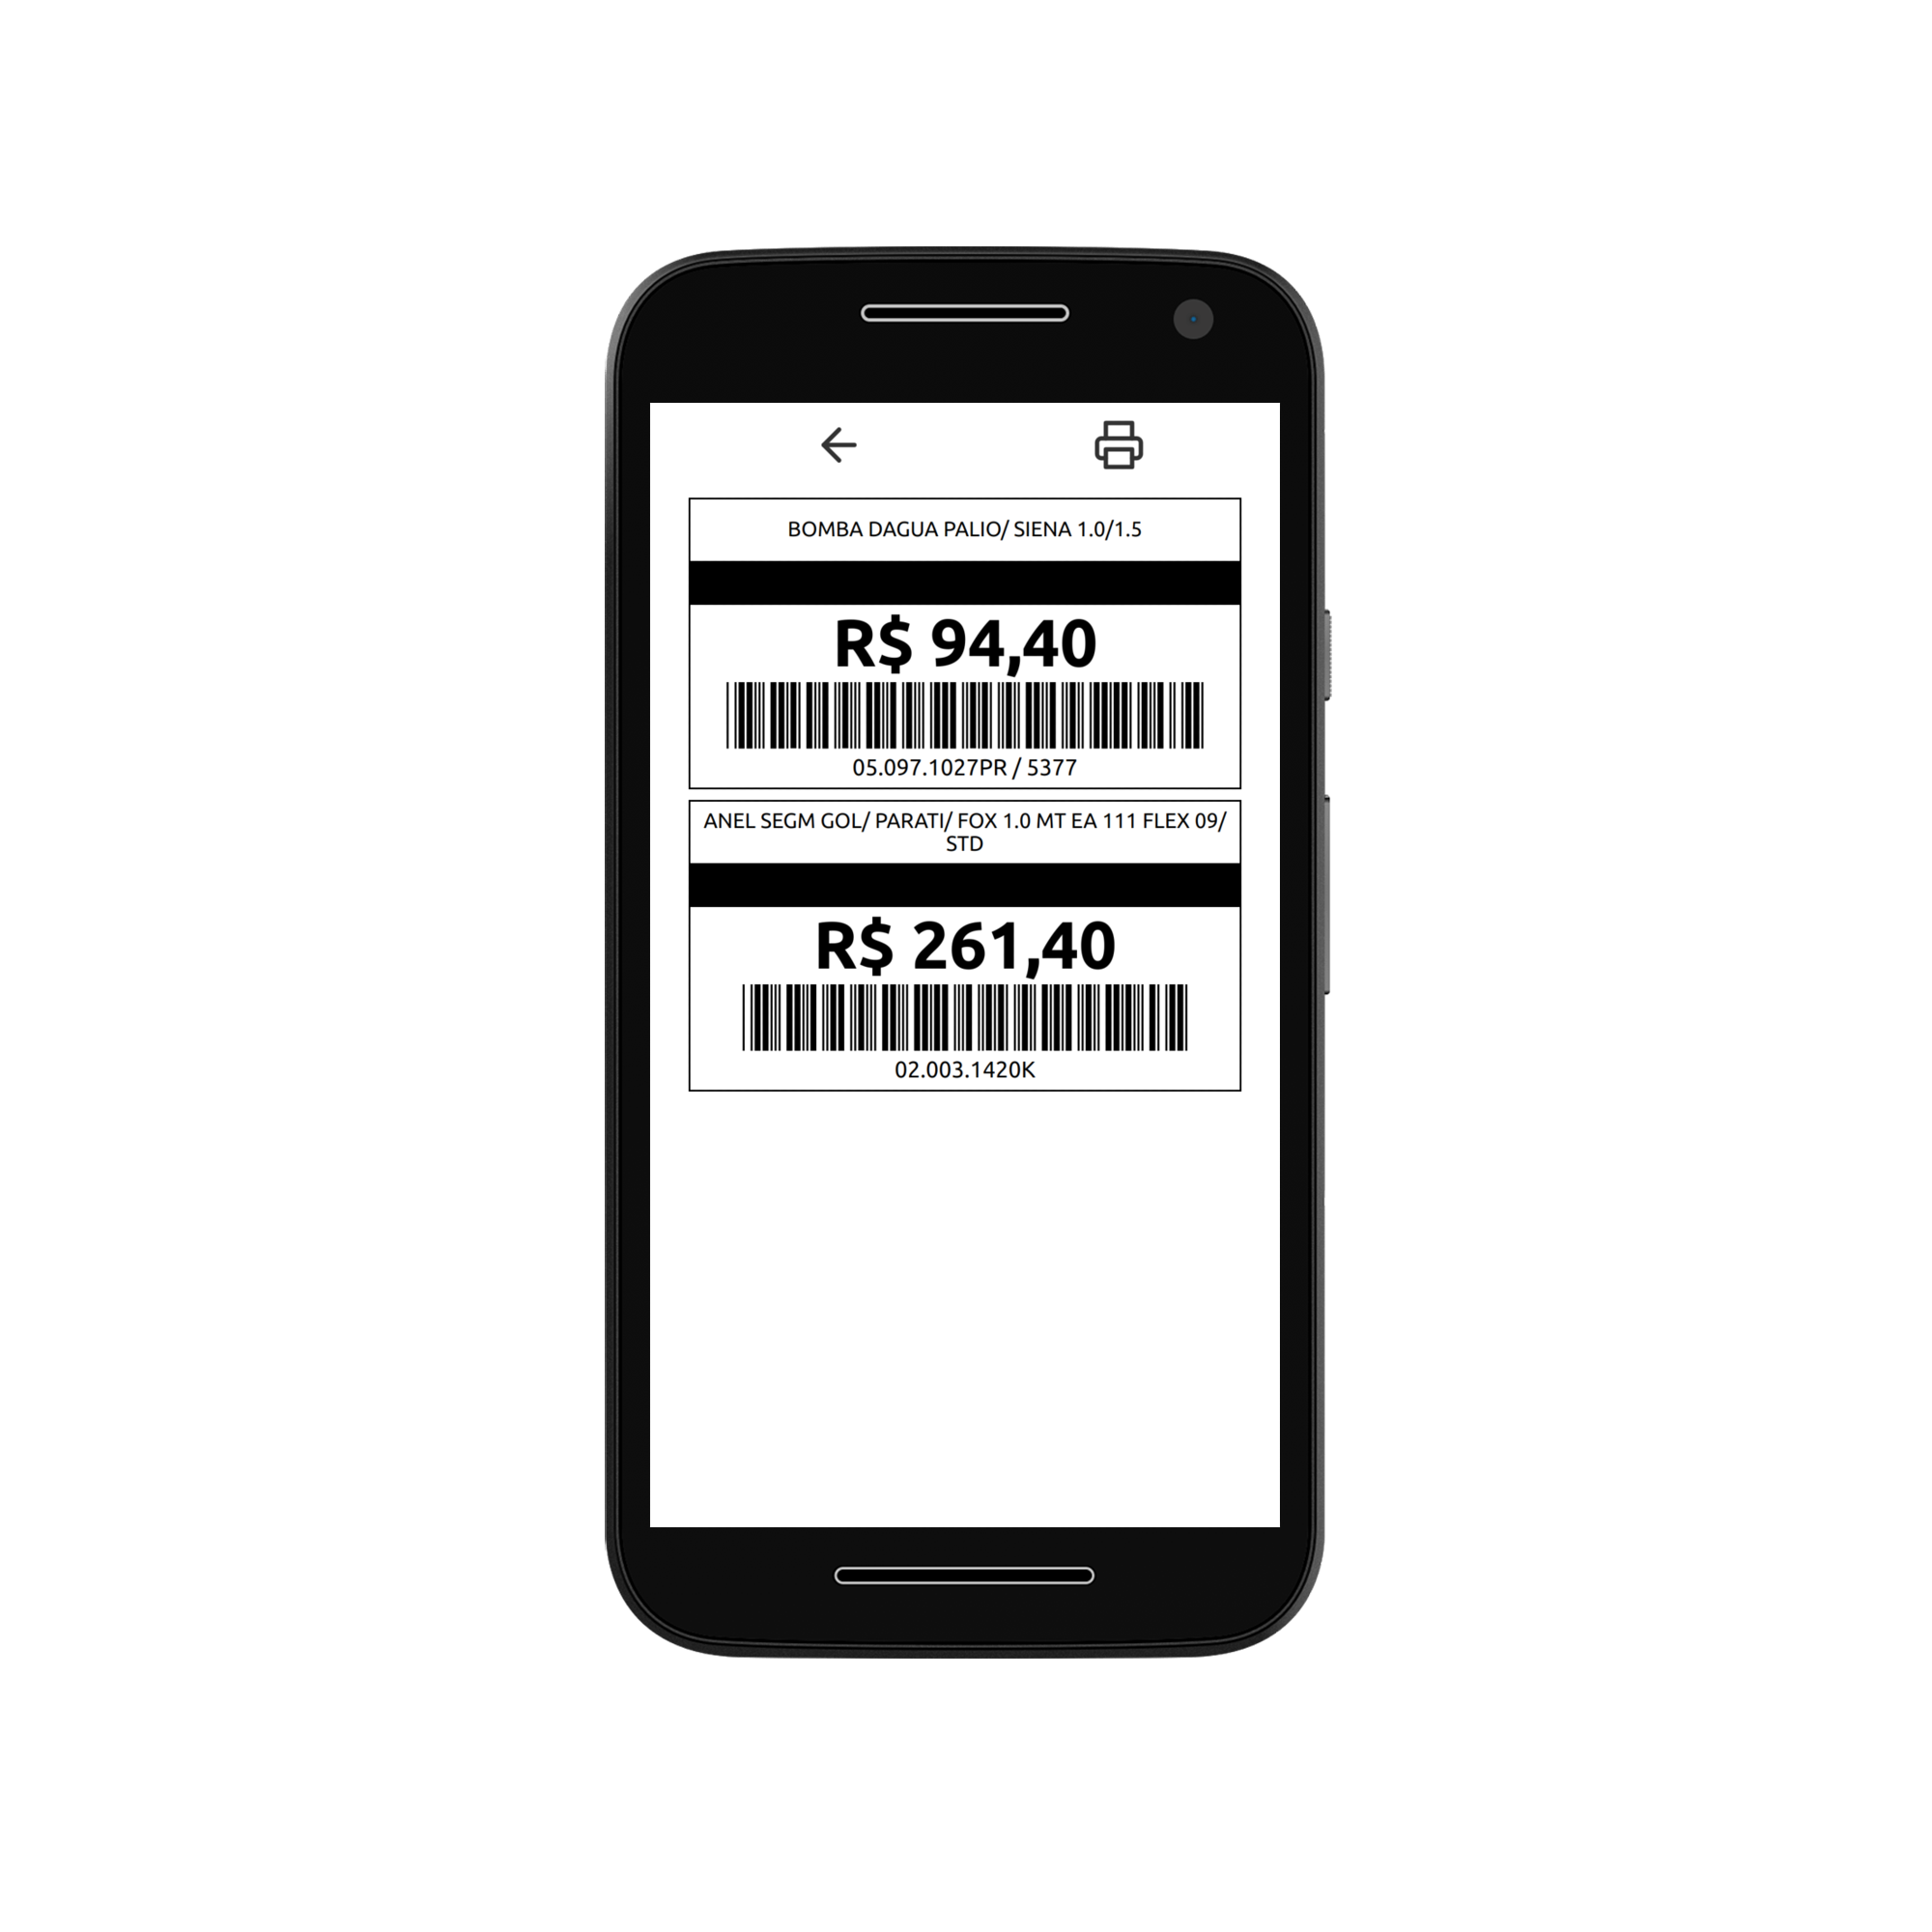 BOMBA DAGUA PALIO/ SIENA 1.0/1.5
R$ 94,40
05.097.1027PR / 5377
ANEL SEGM GOL/ PARATI/ FOX 1.0 MT EA 111 FLEX 09/
STD
R$ 261,40
02.003.1420K